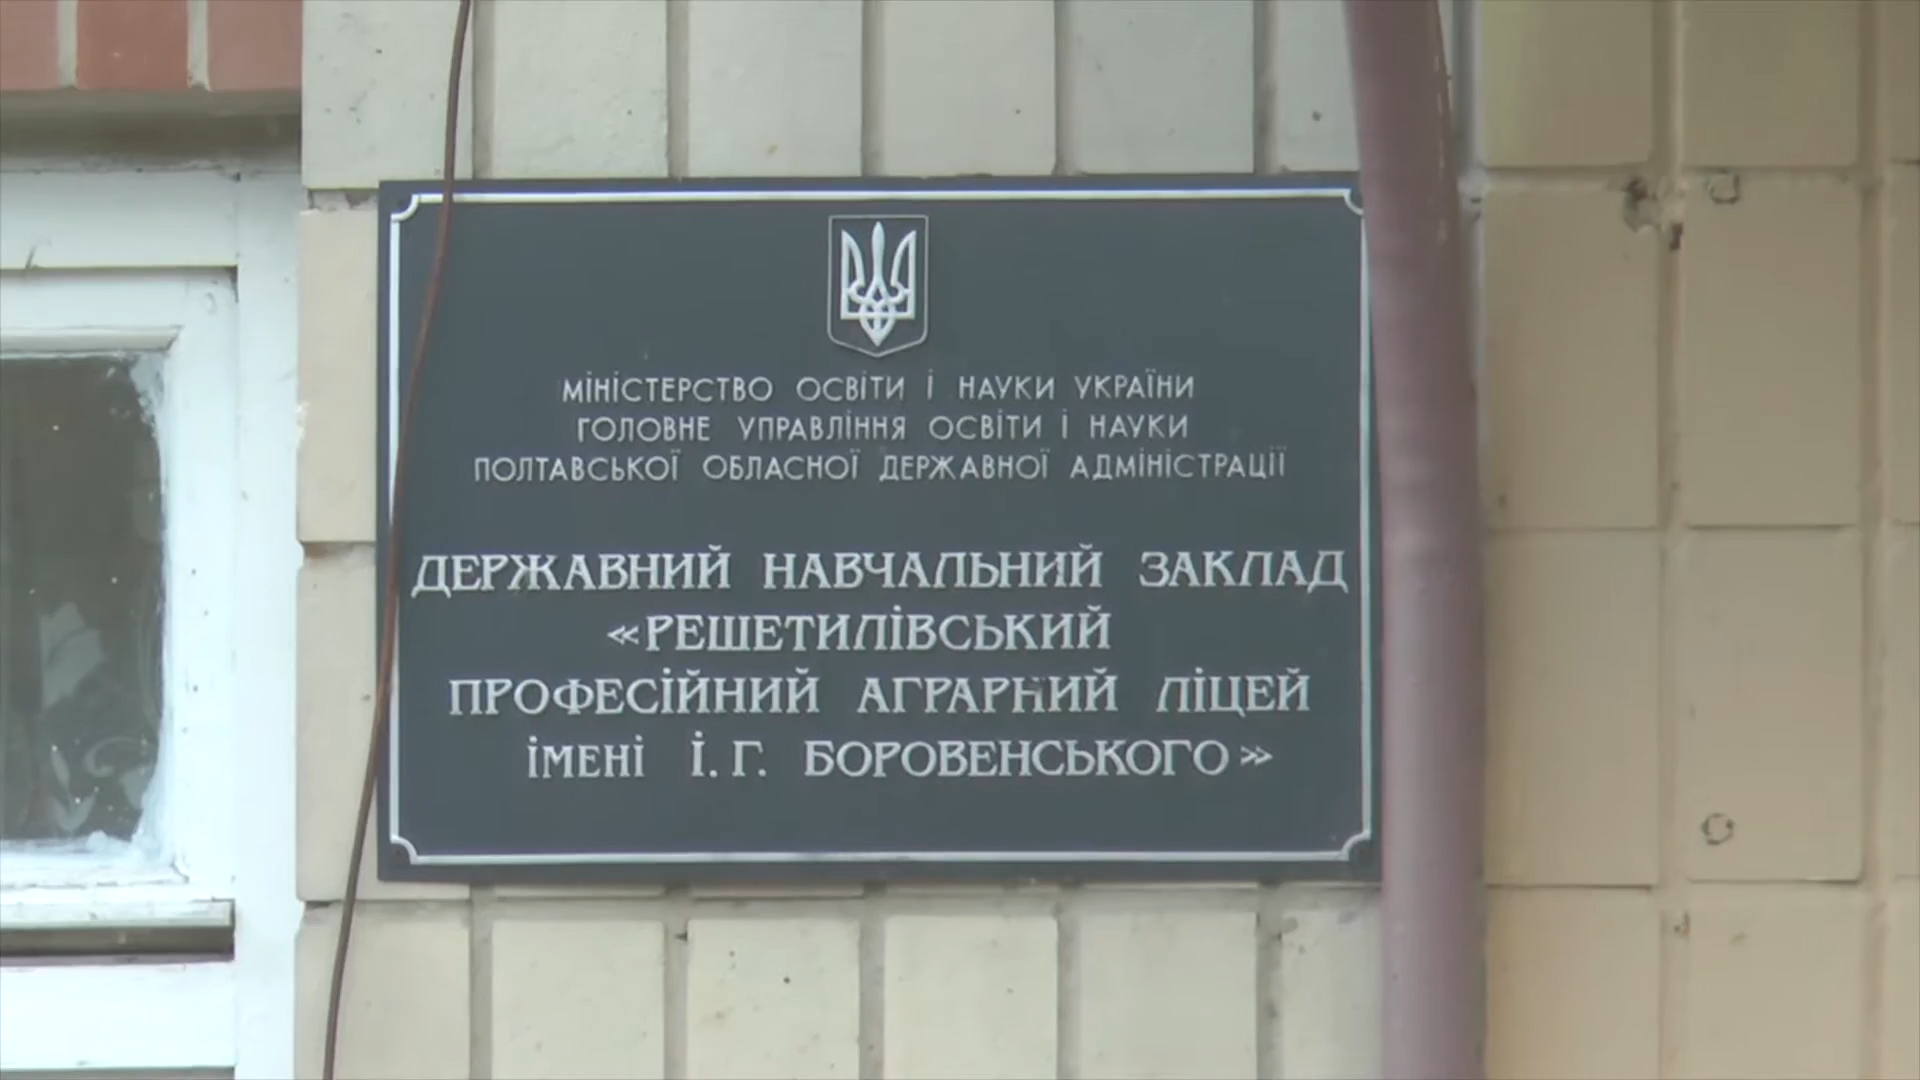 МІНІСТЕРСТВО ОСВІТИ І НАУКИ УКРАЇНИ
ГОЛОВНЕ УПРАВЛІННЯ ОСВІТИ І НАУКИ
ПОЛТАВСЬКОЇ ОБЛАСНОЇ ДЕРЖАВНОЇ АДМІНІСТРАЦІЇ
ДЕРЖАВНИЙ НАВЧАЛЬНИЙ ЗАКЛАД
«РЕШЕТИЛІВСЬКИЙ
ПРОФЕСІЙНИЙ АГРАРНИЙ ЛІЦЕЙ
ІМЕНІ І. Г. БОРОВЕНСЬКОГО»